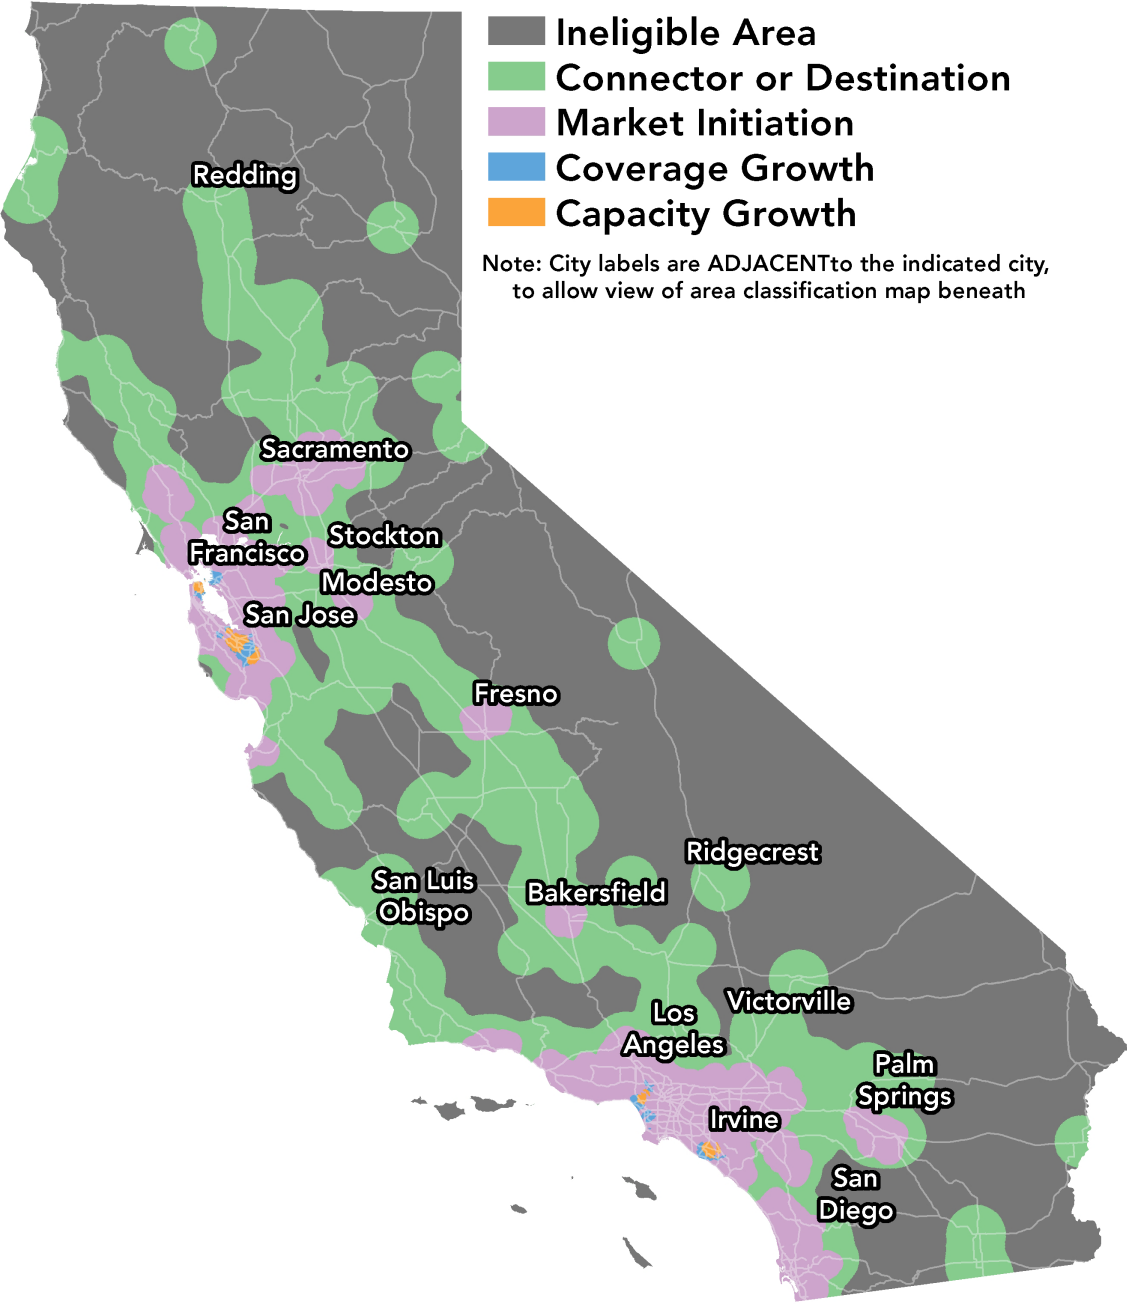 Ineligible Area
Connector or Destination
Market Initiation
Coverage Growth
Capacity Growth
Note: City labels are ADJACENTto the indicated city,
to allow view of area classification map beneath
Redding
Sacramento
San
Francisco
Stockton
Modesto
San Jose
Fresno
Ridgecrest
San Luis
Obispo
Bakersfield
Victorville
Los
Angeles
Palm
Springs
Irvine
San
Diego